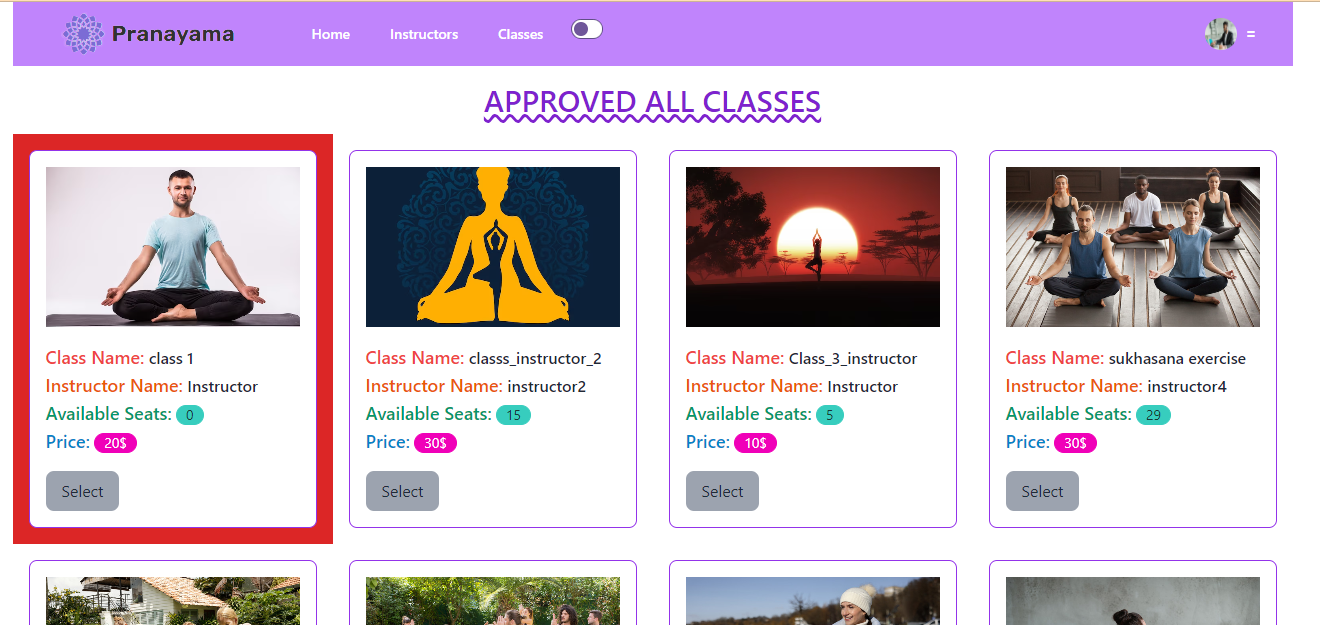 Pranayama Home Instructors Classes
APPROVED ALL CLASSES
Class Name: class 1
Instructor Name: Instructor
Available Seats: 0
Price: 20$
Select
Class Name: classs_instructor_2
Instructor Name: instructor2
Available Seats: 15
Price: 30$
Select
Class Name: Class_3_instructor
Instructor Name: Instructor
Available Seats: 5
Price: 10$
Select
Class Name: sukhasana exercise
Instructor Name: instructor4
Available Seats: 29
Price: 30$
Select